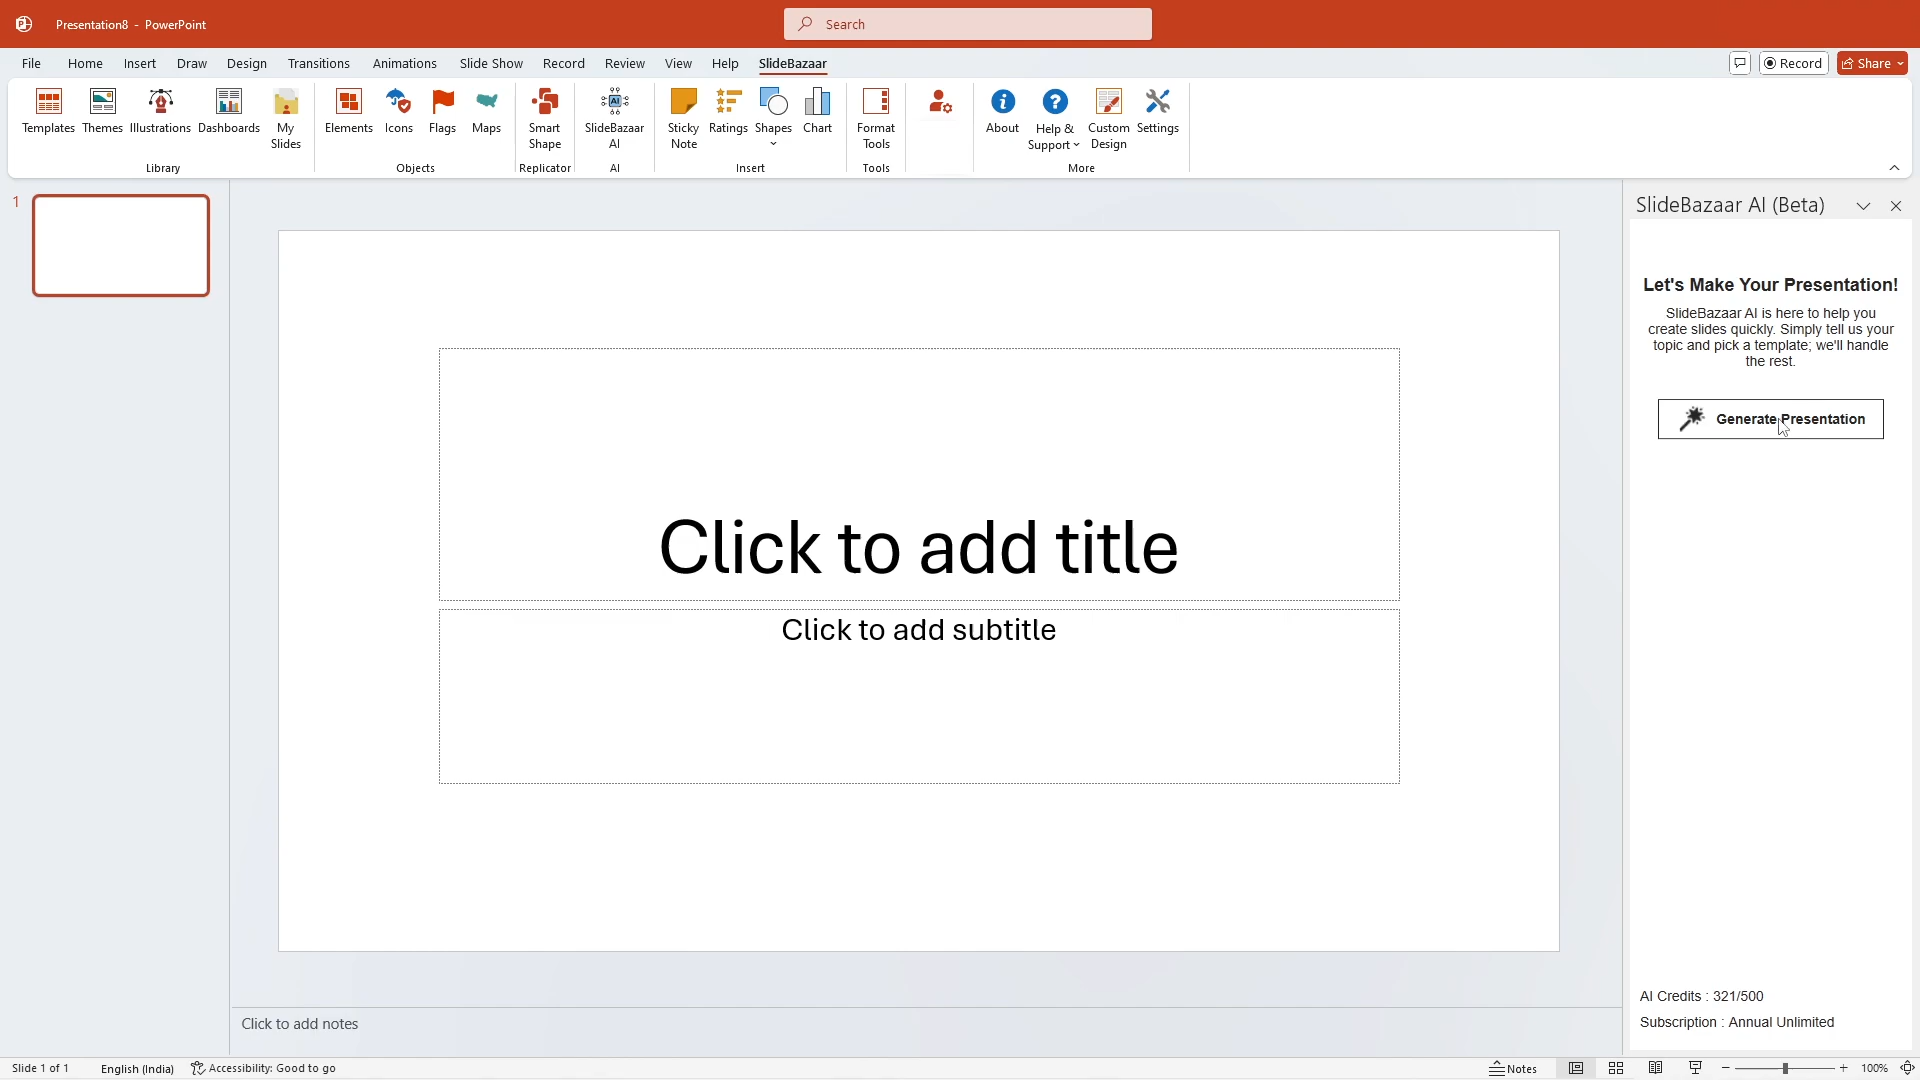 Presentation8 - PowerPoint
Search
File Home Insert Draw Design Transitions Animations Slide Show Record Review View Help SlideBazaar
Record
Share
Templates
Themes
Illustrations
Dashboards
My
Slides
Library
Elements
Icons
Flags
Maps
Objects
Smart
Shape
Replicator
SlideBazaar
AI
AI
Sticky
Note
Ratings
Shapes
Chart
Insert
Format
Tools
Tools
About
Help &
Support
Custom
Design
Settings
More
1
Click to add title
Click to add subtitle
Click to add notes
SlideBazaar AI (Beta)
Let's Make Your Presentation!
SlideBazaar AI is here to help you
create slides quickly. Simply tell us your
topic and pick a template; we'll handle
the rest.
Generate Presentation
AI Credits : 321/500
Subscription : Annual Unlimited
Slide 1 of 1
English (India)
Accessibility: Good to go
Notes
100%